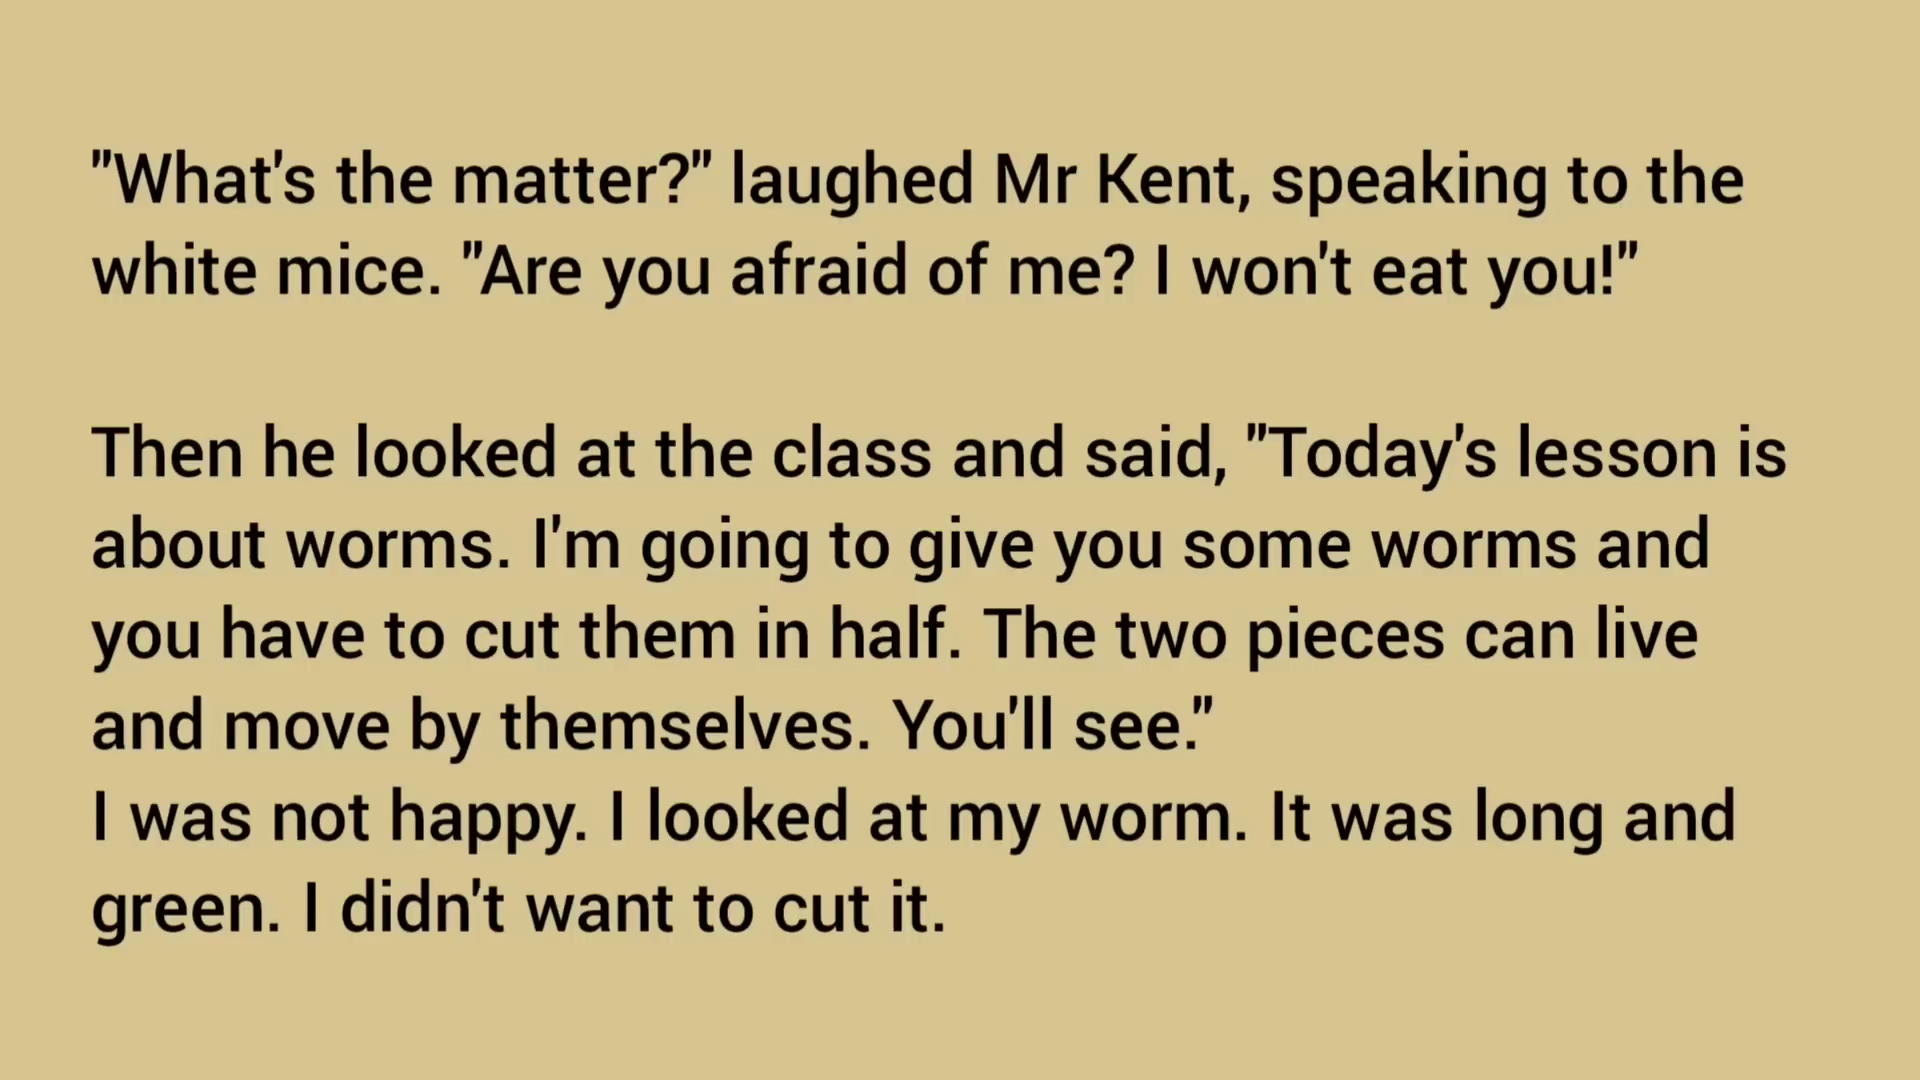 "What's the matter?" laughed Mr Kent, speaking to the
white mice. "Are you afraid of me? I won't eat you!"
Then he looked at the class and said, "Today's lesson is
about worms. I'm going to give you some worms and
you have to cut them in half. The two pieces can live
and move by themselves. You'll see."
I was not happy. I looked at my worm. It was long and
green. I didn't want to cut it.